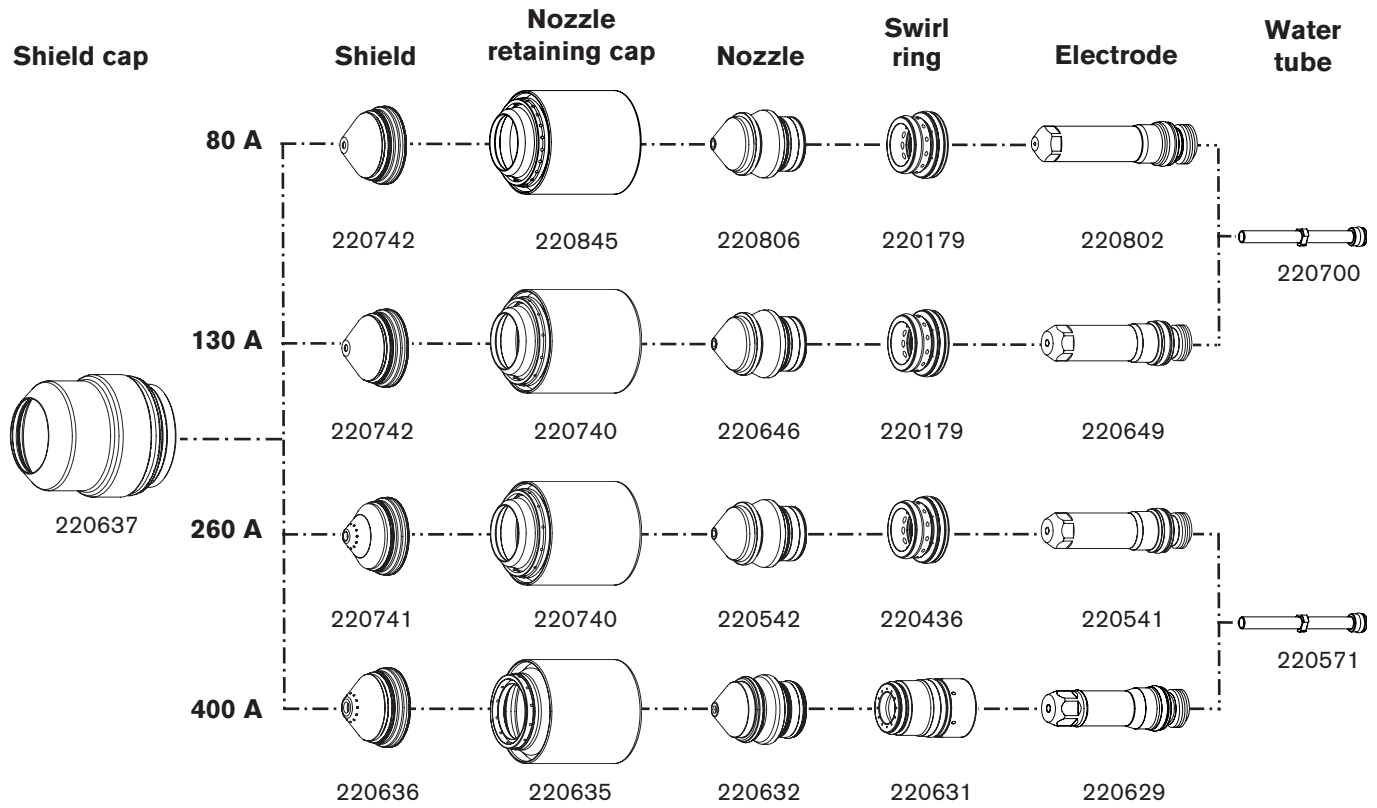 Shield cap
Shield
Nozzle
retaining cap
Nozzle
Swirl
ring
Electrode
Water
tube
80 A
220742
220845
220806
220179
220802
220700
130 A
220742
220740
220646
220179
220649
220637
260 A
220741
220740
220542
220436
220541
220571
400 A
220636
220635
220632
220631
220629